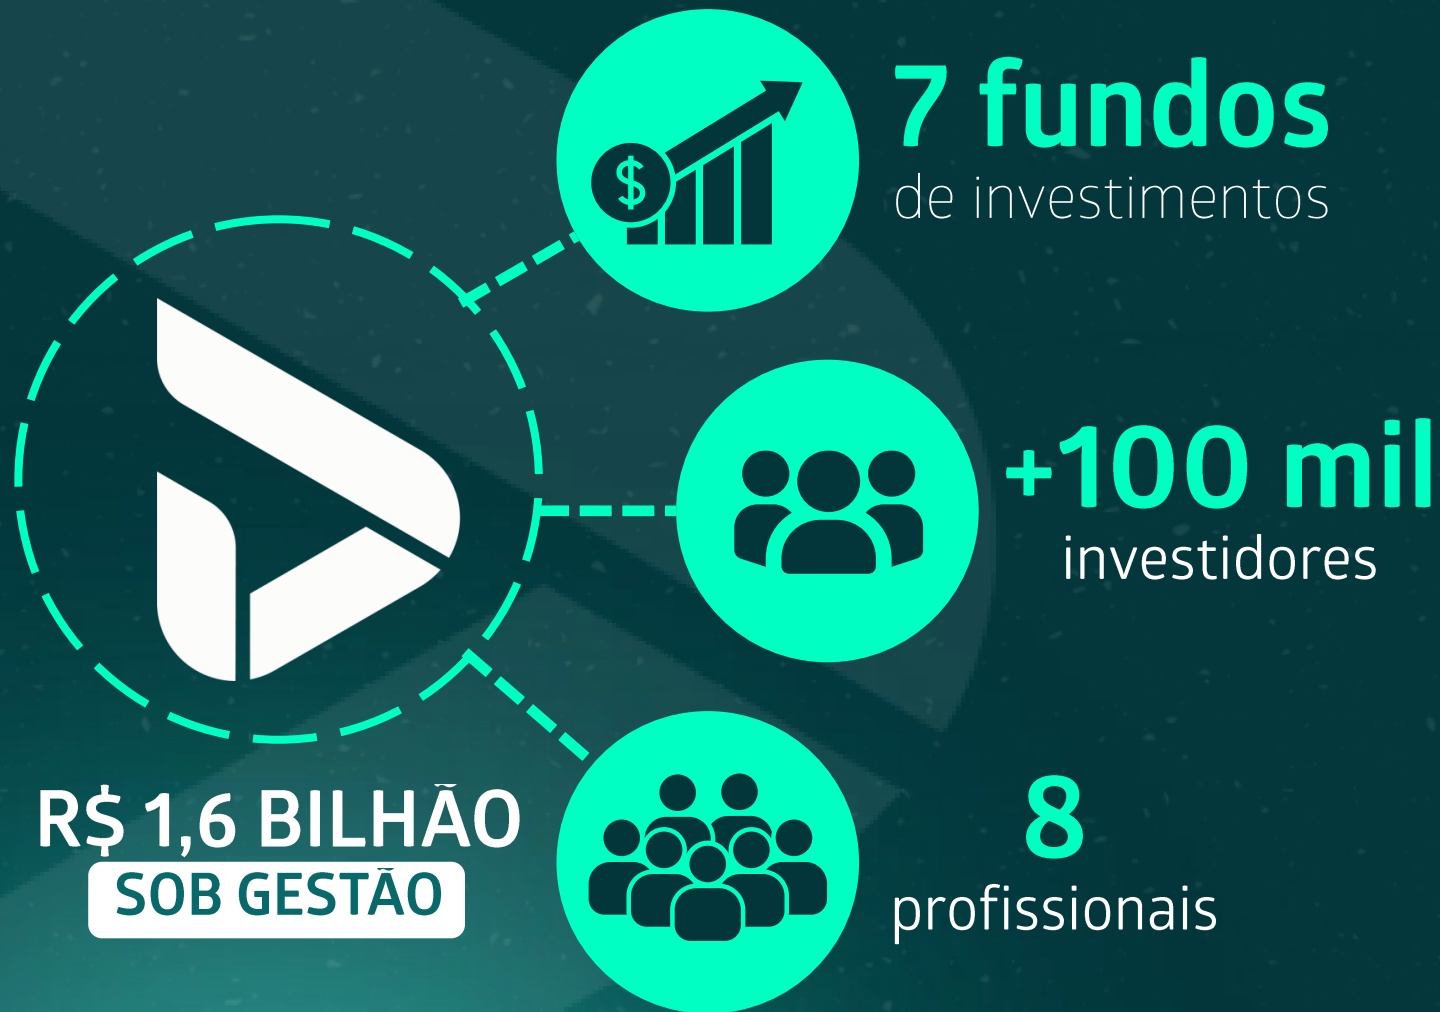 7 fundos
de investimentos
+100 mil
investidores
R$ 1,6 BILHÃO
SOB GESTÃO
8
profissionais
$